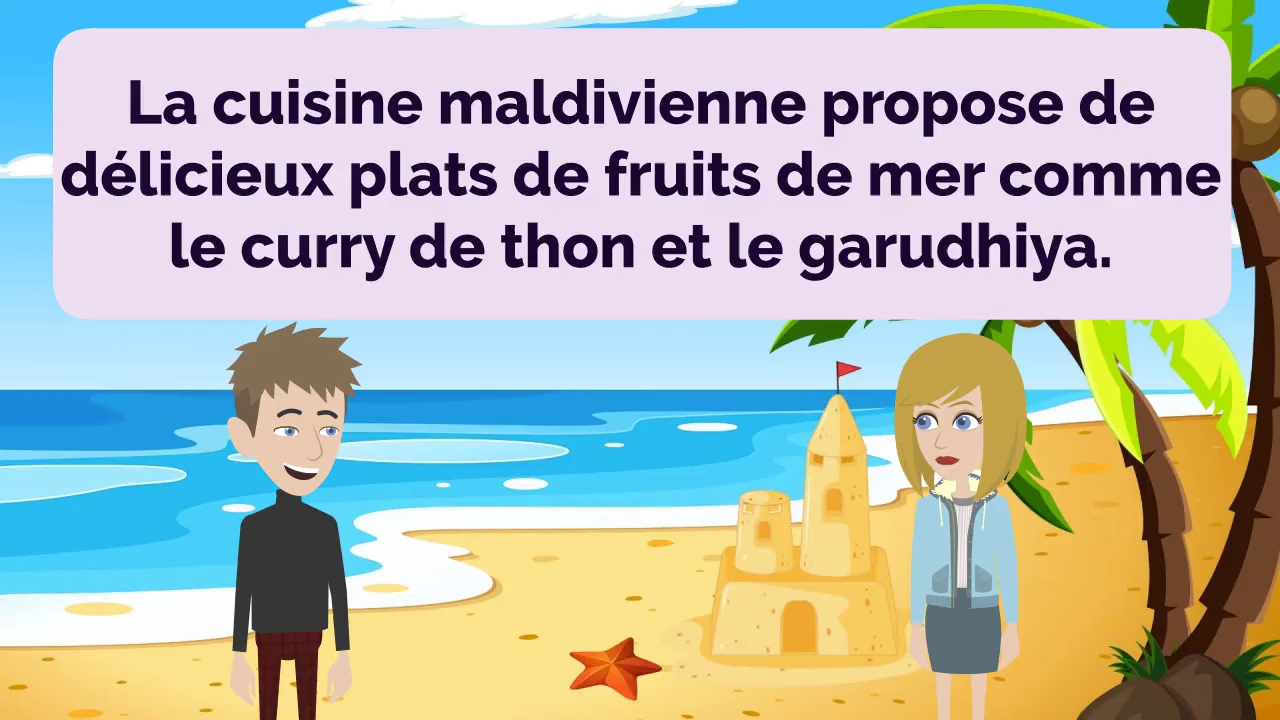 La cuisine maldivienne propose de
délicieux plats de fruits de mer comme
le curry de thon et le garudhiya.